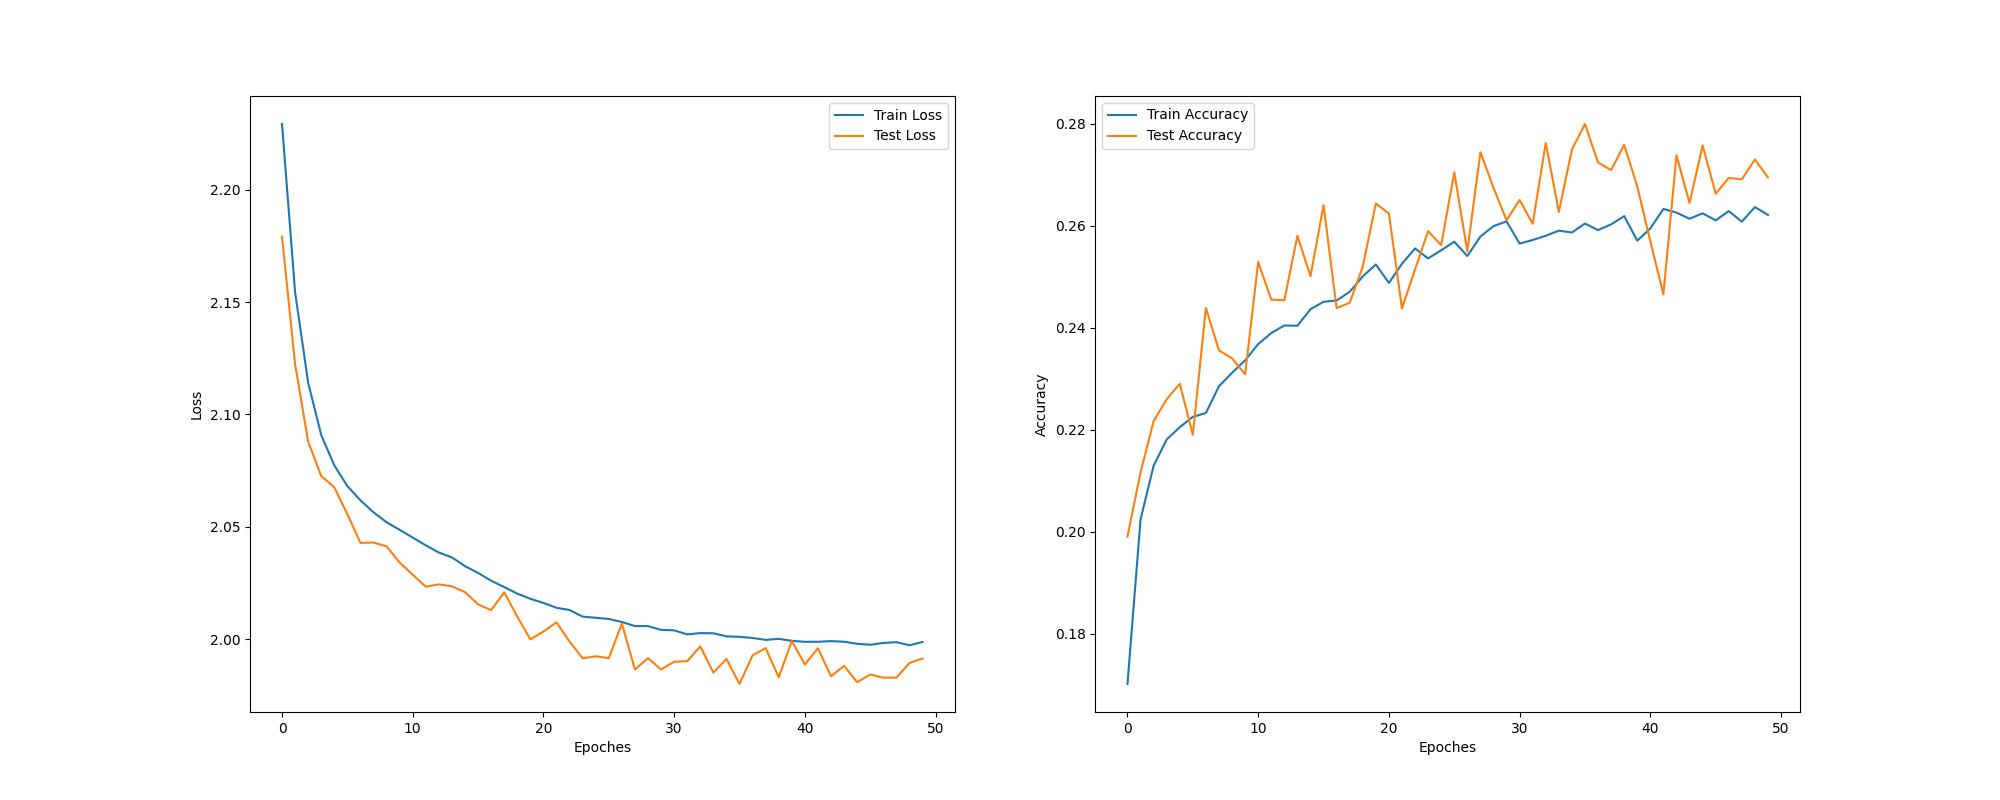 Train Loss
Test Loss
2.20
2.15
2.10
2.05
2.00
Loss
0 10 20 30 40 50
Epoches
Train Accuracy
Test Accuracy
0.28
0.26
0.24
0.22
0.20
0.18
Accuracy
0 10 20 30 40 50
Epoches